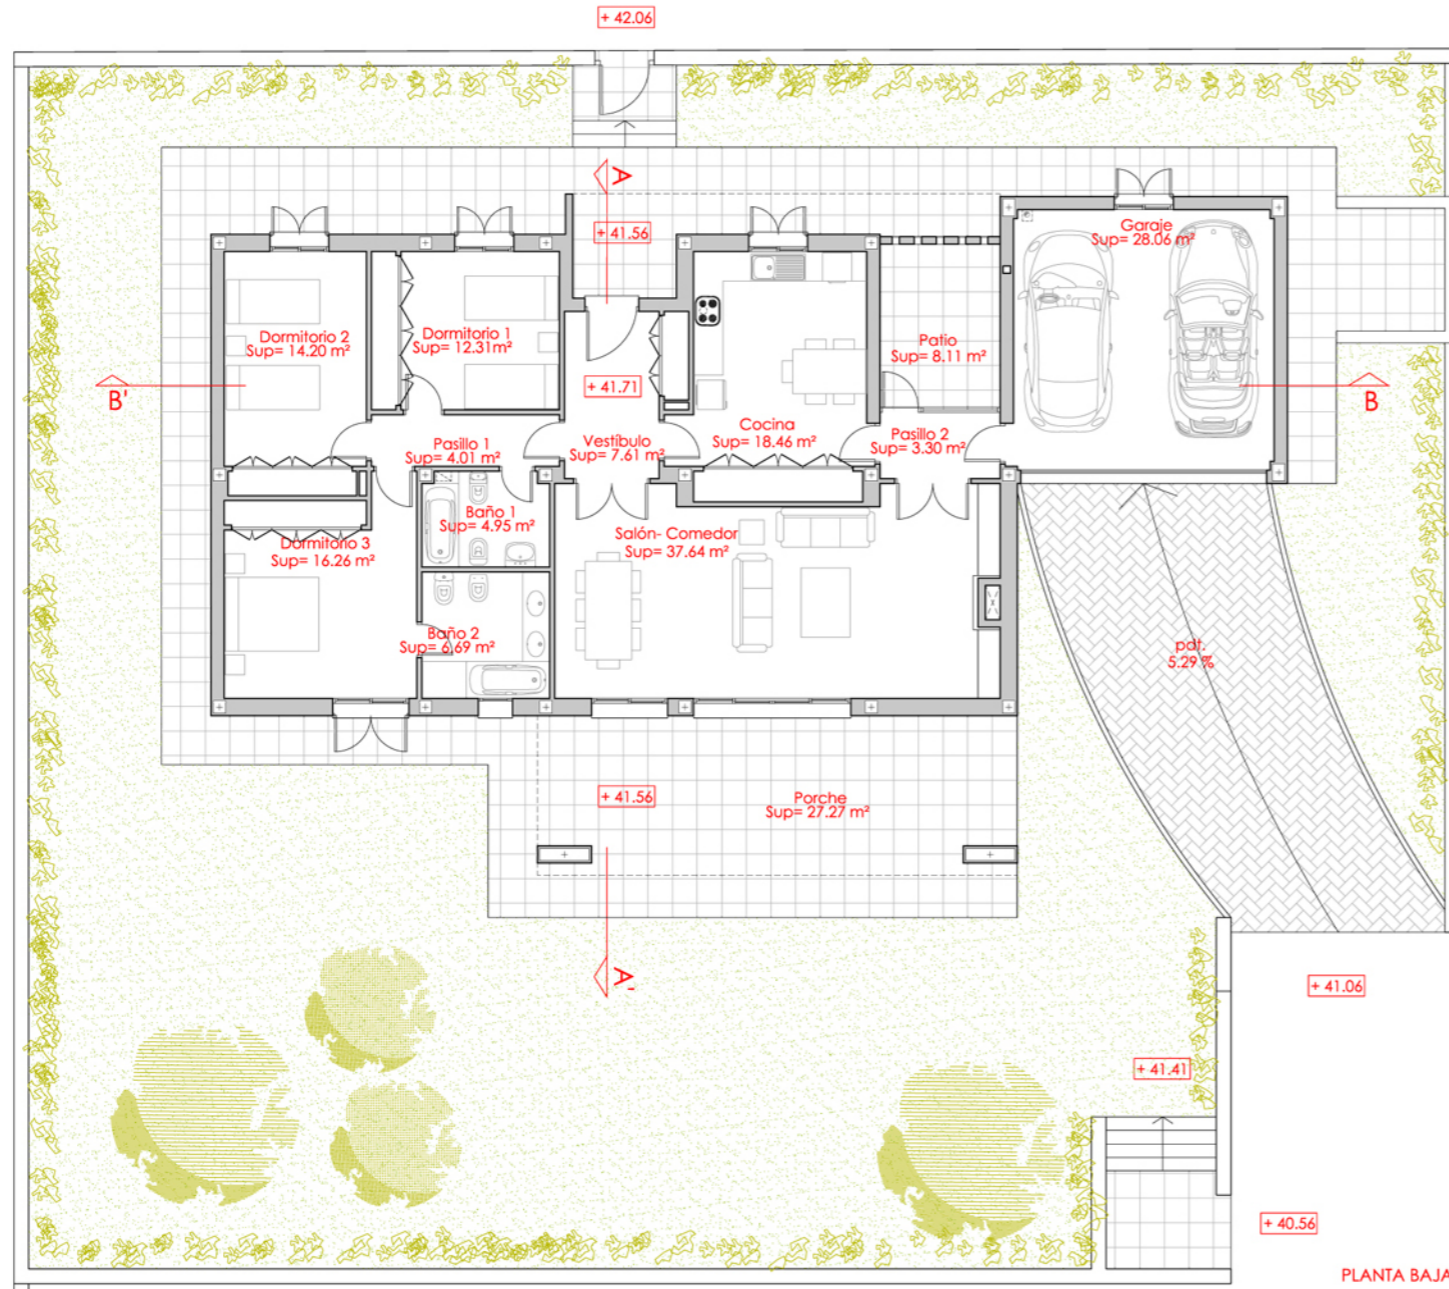 + 42.06
A
+ 41.56
Garaje
Sup= 28.06 m²
Dormitorio 2
Sup= 14.20 m²
Dormitorio 1
Sup= 12.31m²
Patio
Sup= 8.11 m²
B'
+ 41.71
B
Pasillo 1
Sup= 4.01 m²
Vestíbulo
Sup= 7.61 m²
Cocina
Sup= 18.46 m²
Pasillo 2
Sup= 3.30 m²
Baño 1
Sup= 4.95 m²
Dormitorio 3
Sup= 16.26 m²
Salón- Comedor
Sup= 37.64 m²
Baño 2
Sup= 6.69 m²
pdt.
5.29 %
+ 41.56
Porche
Sup= 27.27 m²
A'
+ 41.06
+ 41.41
+ 40.56
PLANTA BAJA